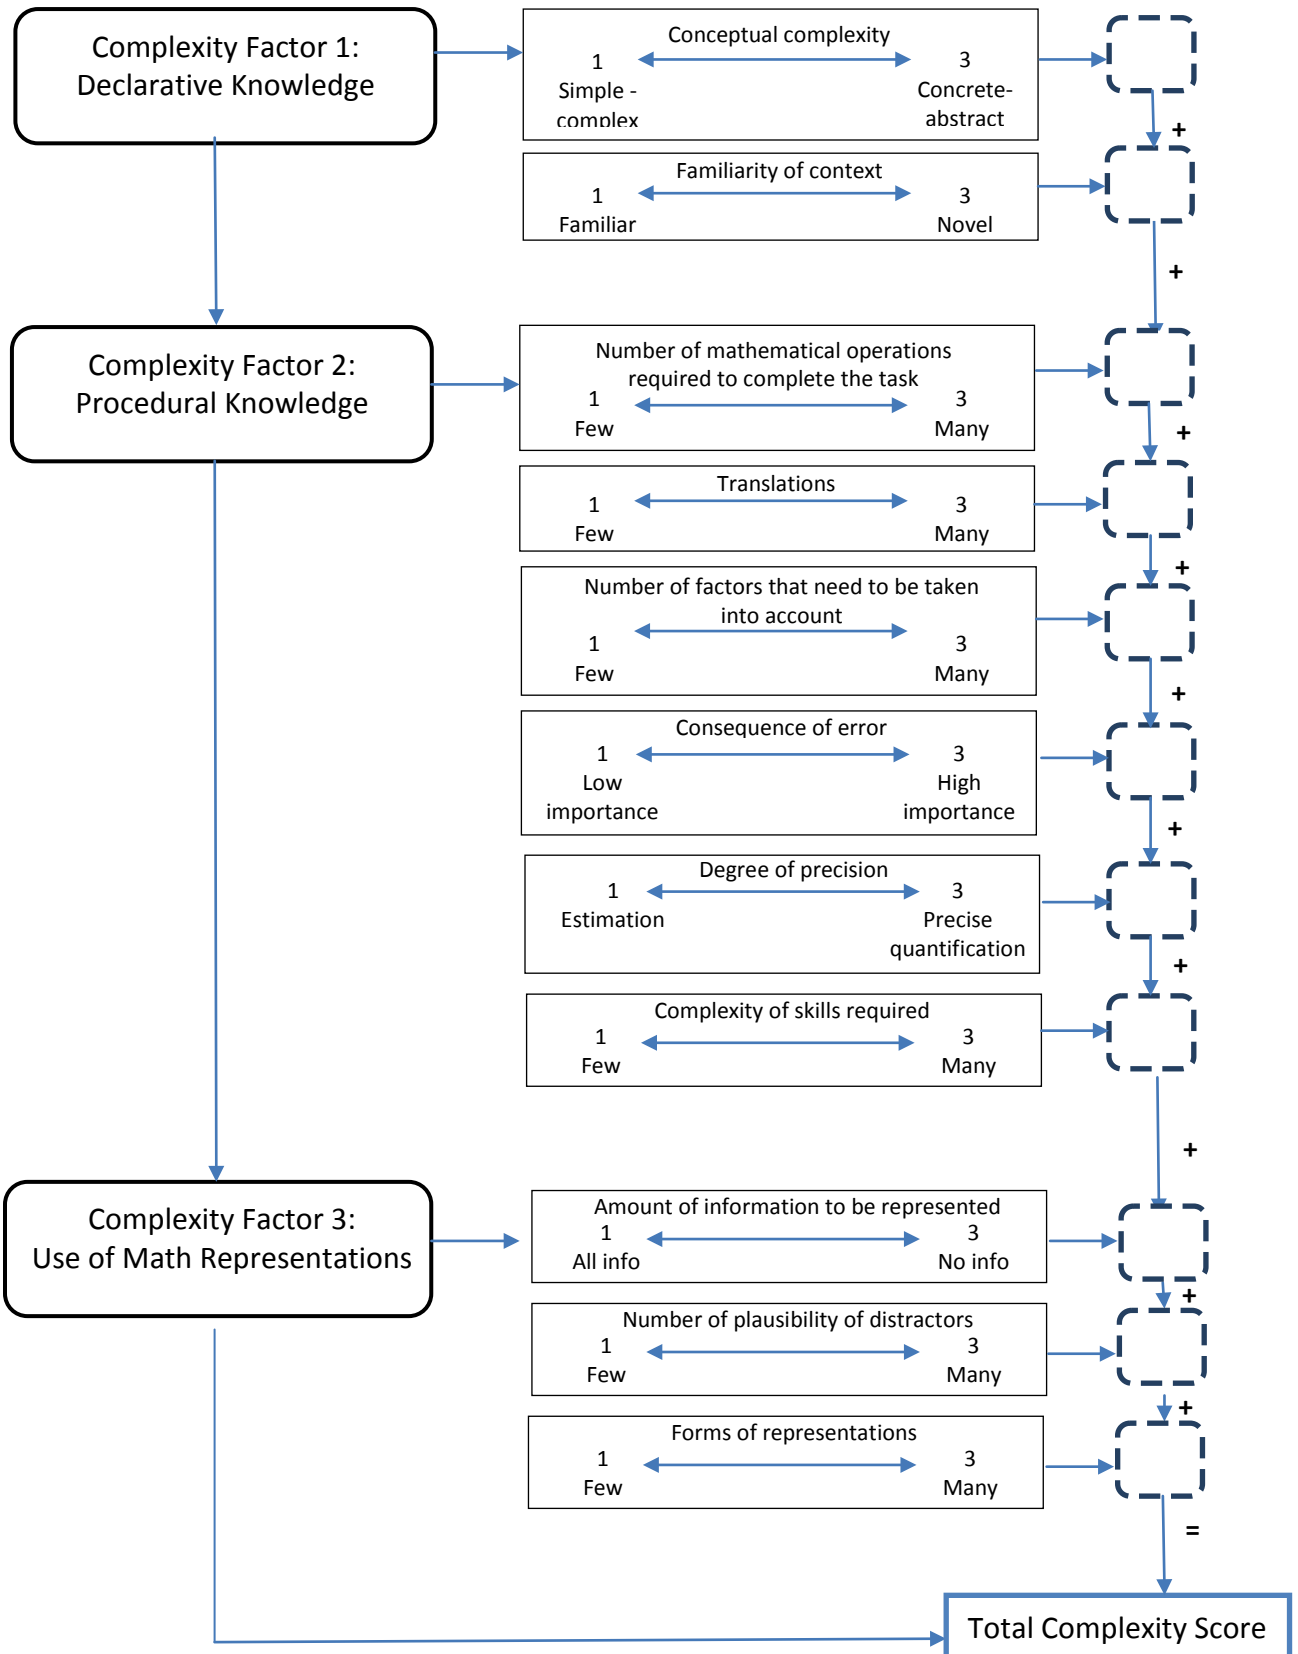 Complexity Factor 1:
Declarative Knowledge
Conceptual complexity
1
3
Simple -
complex
Concrete-
abstract
+
Familiarity of context
1
3
Familiar
Novel
+
Complexity Factor 2:
Procedural Knowledge
Number of mathematical operations
required to complete the task
1
3
Few
Many
+
Translations
1
3
Few
Many
+
Number of factors that need to be taken
into account
1
3
Few
Many
+
Consequence of error
1
3
Low
importance
High
importance
+
Degree of precision
1
3
Estimation
Precise
quantification
+
Complexity of skills required
1
3
Few
Many
+
Complexity Factor 3:
Use of Math Representations
Amount of information to be represented
1
3
All info
No info
+
Number of plausibility of distractors
1
3
Few
Many
+
Forms of representations
1
3
Few
Many
=
Total Complexity Score